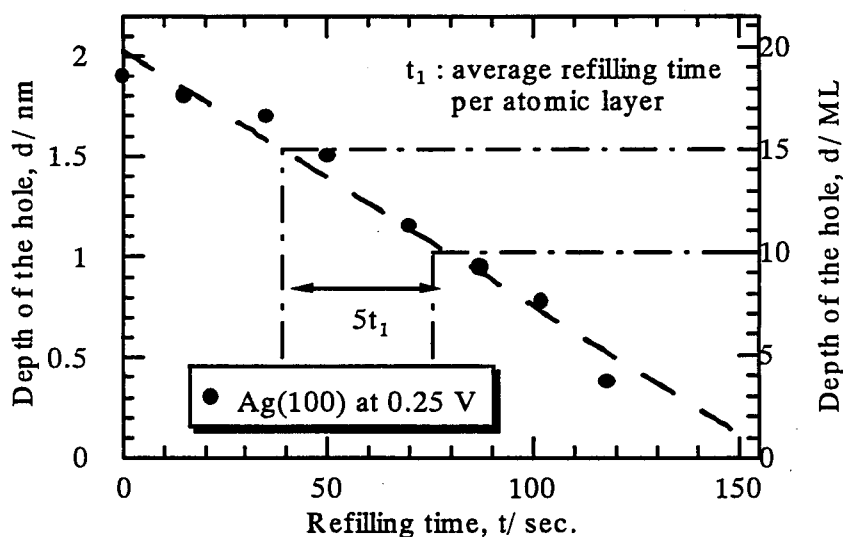 t1 : average refilling time
per atomic layer
Depth of the hole, d/ nm
2
1.5
1
0.5
0
20
15
10
5
0
Depth of the hole, d/ ML
5t1
Ag(100) at 0.25 V
0 50 100 150
Refilling time, t/ sec.